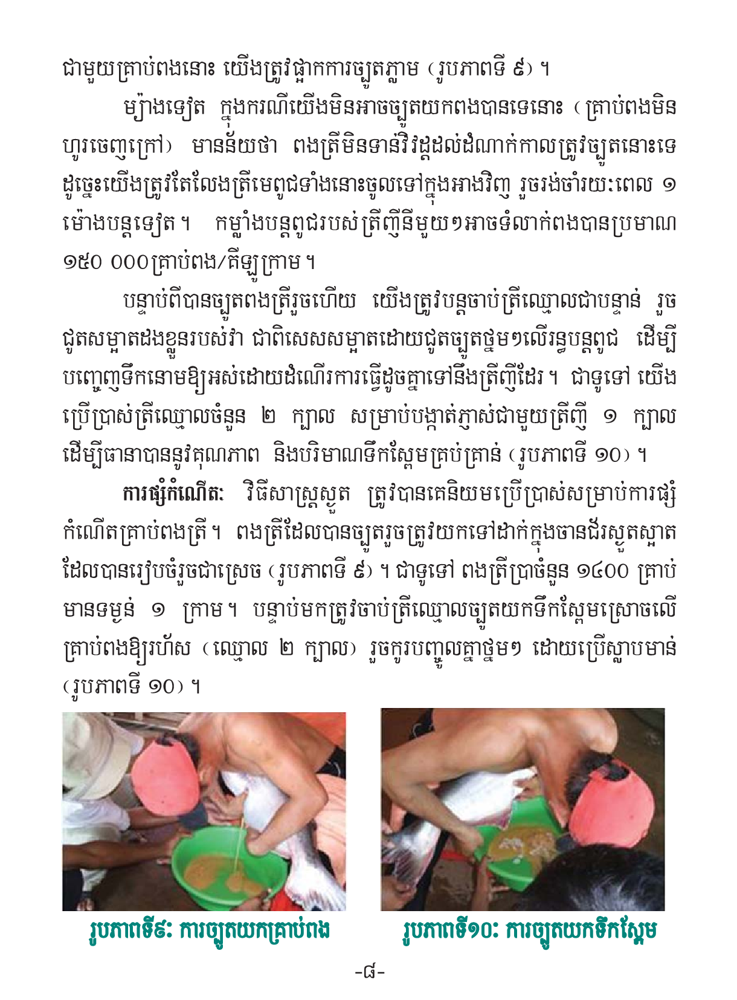 ជាមួយគ្រាប់ពងនោះ យើងត្រូវផ្អាកការច្បូតភ្លាម (រូបភាពទី ៩) ។
ម្យ៉ាងទៀត ក្នុងករណីយើងមិនអាចច្បូតយកពងបានទេនោះ (គ្រាប់ពងមិន
ហូរចេញក្រៅ) មានន័យថា ពងត្រីមិនទាន់វិវដ្ដដល់ដំណាក់កាលត្រូវច្បូតនោះទេ
ដូច្នេះយើងត្រូវតែលែងត្រីមេពូជទាំងនោះចូលទៅក្នុងអាងវិញ រួចរង់ចាំរយៈពេល ១
ម៉ោងបន្តទៀត ។ កម្លាំងបន្តពូជរបស់ត្រីញីនីមួយៗអាចទំលាក់ពងបានប្រមាណ
១៥០ ០០០គ្រាប់ពង/គីឡូក្រាម ។
បន្ទាប់ពីបានច្បូតពងត្រីរួចហើយ យើងត្រូវបន្តចាប់ត្រីឈ្មោលជាបន្ទាន់ រួច
ជូតសម្អាតដងខ្លួនរបស់វា ជាពិសេសសម្អាតដោយជូតច្បូតថ្នមៗលើរន្ធបន្តពូជ ដើម្បី
បញ្ចេញទឹកនោមឱ្យអស់ដោយដំណើរការធ្វើដូចគ្នាទៅនឹងត្រីញីដែរ ។ ជាទូទៅ យើង
ប្រើប្រាស់ត្រីឈ្មោលចំនួន ២ ក្បាល សម្រាប់បង្កាត់ភ្ជាស់ជាមួយត្រីញី ១ ក្បាល
ដើម្បីធានាបាននូវគុណភាព និងបរិមាណទឹកស្ពែមគ្រប់គ្រាន់ (រូបភាពទី ១០) ។
ការផ្សំកំណើតៈ វិធីសាស្ត្រស្ងួត ត្រូវបានគេនិយមប្រើប្រាស់សម្រាប់ការផ្សំ
កំណើតគ្រាប់ពងត្រី ។ ពងត្រីដែលបានច្បូតរួចត្រូវយកទៅដាក់ក្នុងចានជ័រស្ងួតស្អាត
ដែលបានរៀបចំរួចជាស្រេច (រូបភាពទី ៩) ។ ជាទូទៅ ពងត្រីប្រាចំនួន ១៤០០ គ្រាប់
មានទម្ងន់ ១ ក្រាម ។ បន្ទាប់មកត្រូវចាប់ត្រីឈ្មោលច្បូតយកទឹកស្ពែមស្រោចលើ
គ្រាប់ពងឱ្យរហ័ស (ឈ្មោល ២ ក្បាល) រួចកូរបញ្ចូលគ្នាថ្នមៗ ដោយប្រើស្លាបមាន់
(រូបភាពទី ១០) ។
រូបភាពទី៩ៈ ការច្បូតយកគ្រាប់ពង
រូបភាពទី១០ៈ ការច្បូតយកទឹកស្ពែម
-៨-